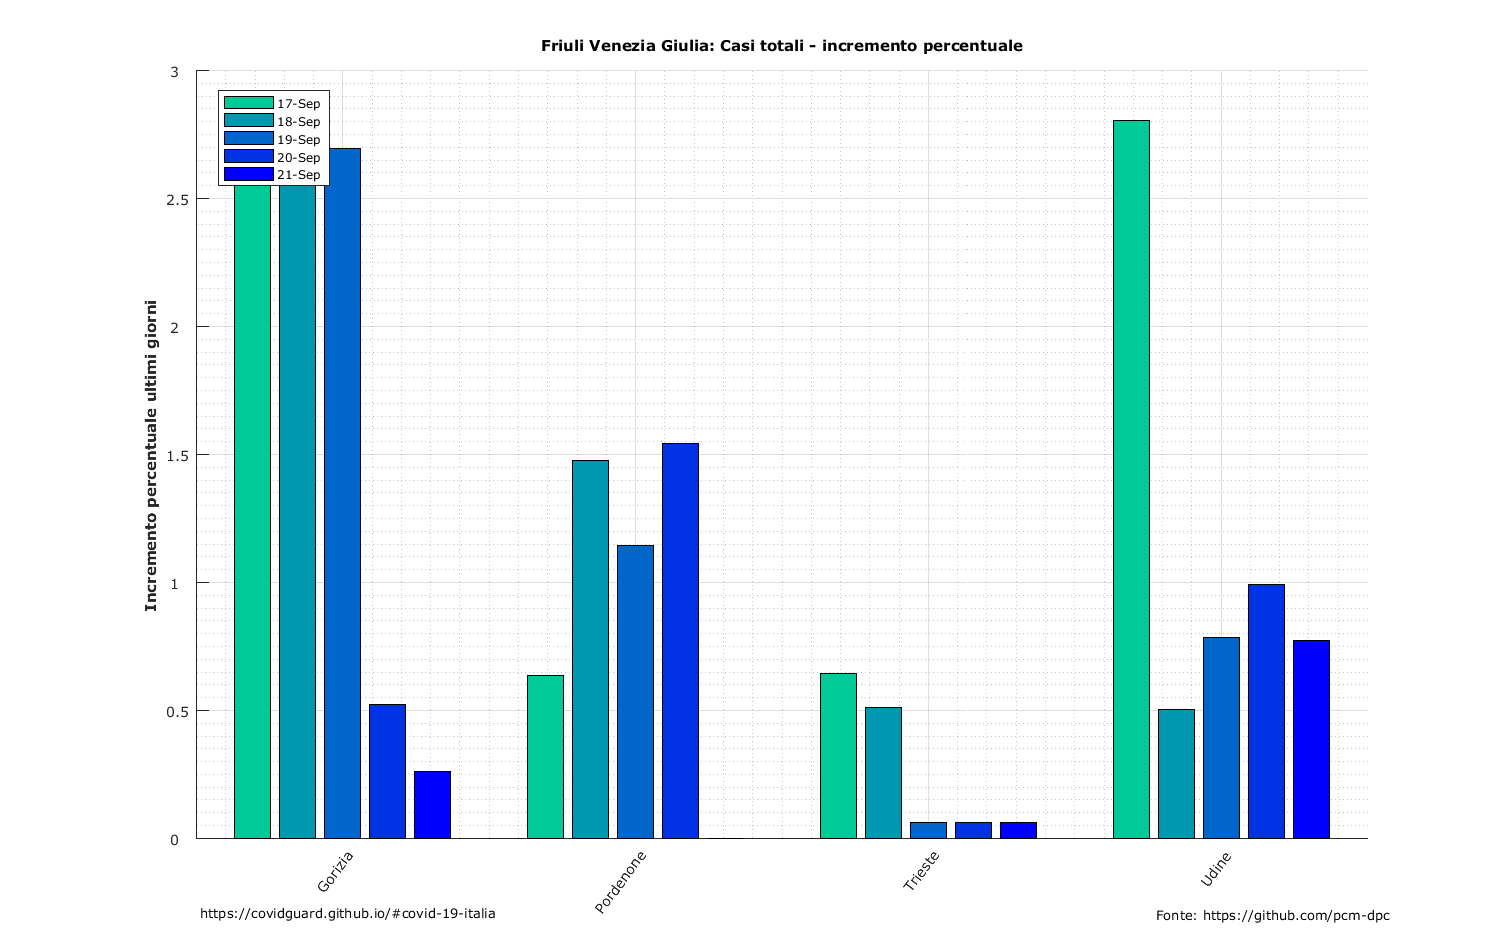 Friuli Venezia Giulia: Casi totali - incremento percentuale
3
17-Sep
18-Sep
19-Sep
20-Sep
21-Sep
2.5
2
1.5
1
0.5
0
Incremento percentuale ultimi giorni
Gorizia
Pordenone
Trieste
Udine
https://covidguard.github.io/#covid-19-italia
Fonte: https://github.com/pcm-dpc